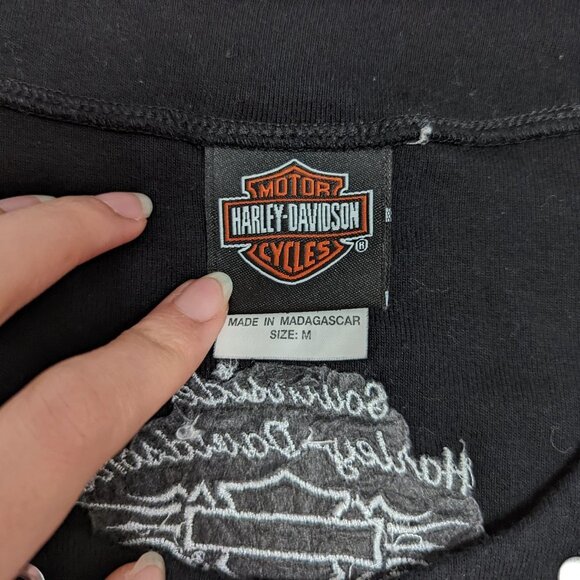 MOTOR
HARLEY-DAVIDSON
CYCLES
®
MADE IN MADAGASCAR
SIZE: M
Harley-Davidson